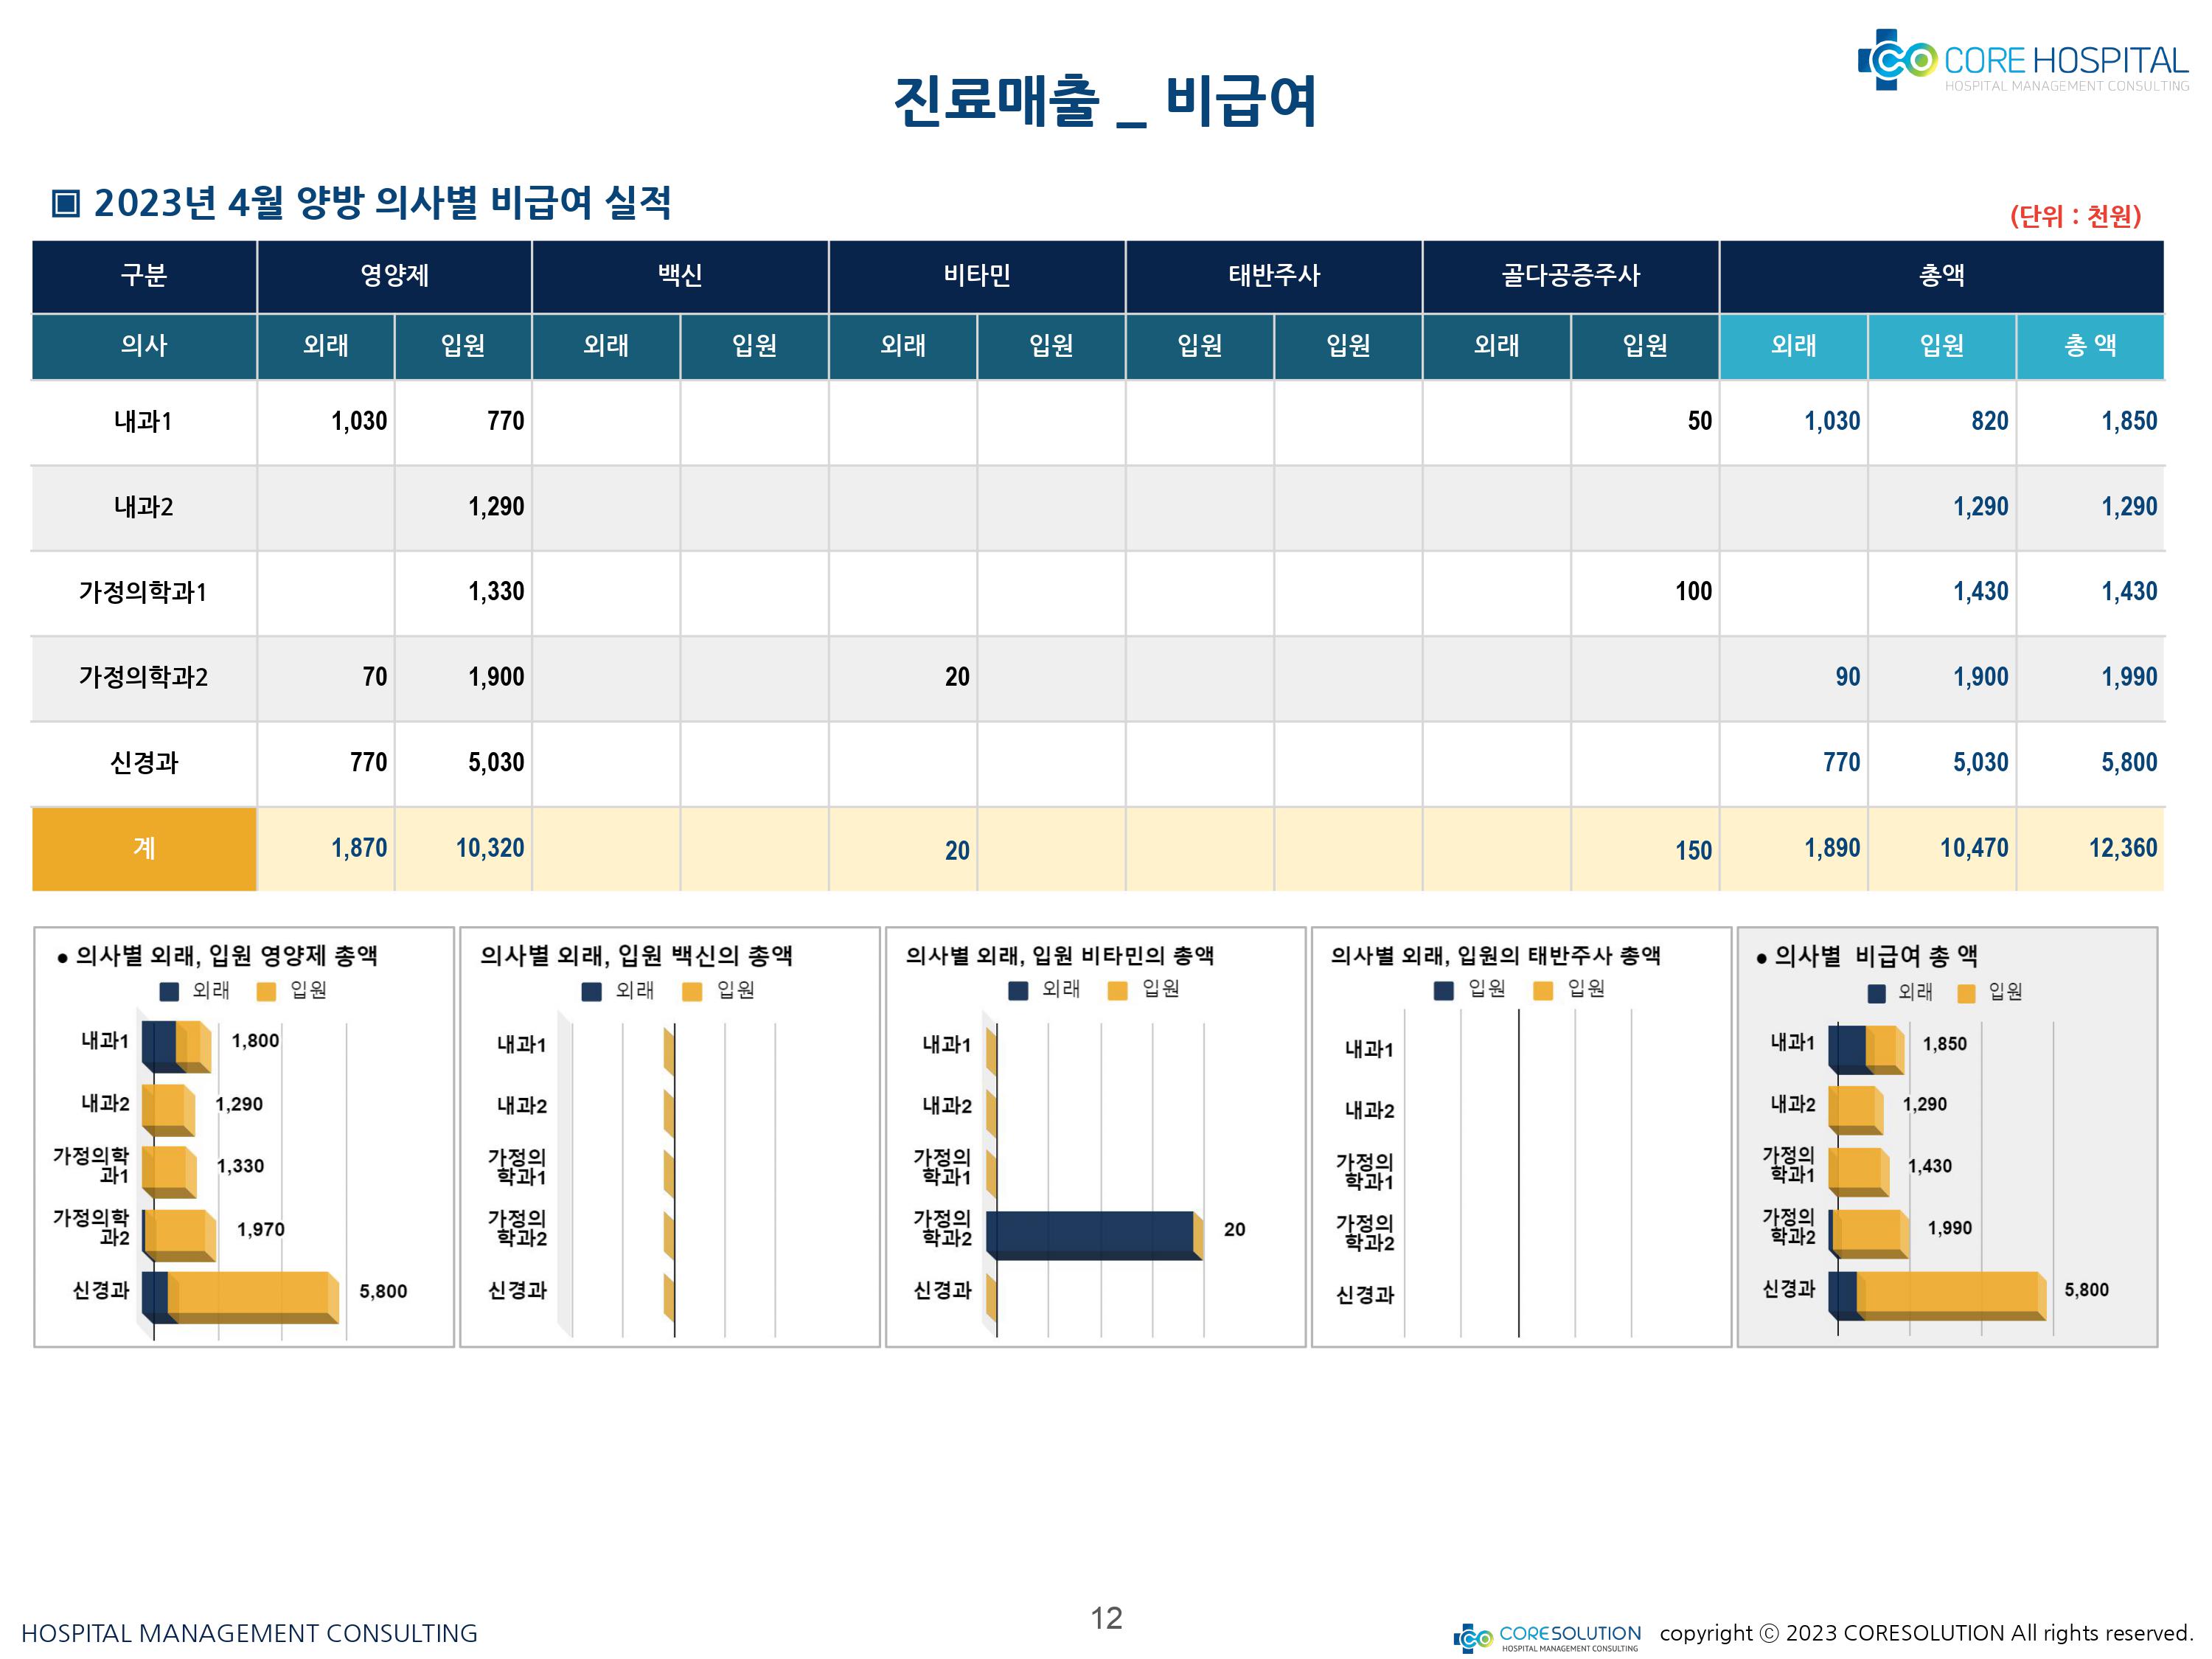 CORE HOSPITAL
HOSPITAL MANAGEMENT CONSULTING
진료매출 _ 비급여
▣ 2023년 4월 양방 의사별 비급여 실적
(단위 : 천원)
구분 영양제 백신 비타민 태반주사 골다공증주사 총액
의사 외래 입원 외래 입원 외래 입원 입원 입원 외래 입원 외래 입원 총 액
내과1 1,030 770 50 1,030 820 1,850
내과2 1,290 1,290 1,290
가정의학과1 1,330 100 1,430 1,430
가정의학과2 70 1,900 20 90 1,900 1,990
신경과 770 5,030 770 5,030 5,800
계 1,870 10,320 20 150 1,890 10,470 12,360
• 의사별 외래, 입원 영양제 총액
외래 입원
내과1 1,800
내과2 1,290
가정의학
과1 1,330
가정의학
과2 1,970
신경과 5,800
의사별 외래, 입원 백신의 총액
외래 입원
내과1
내과2
가정의
학과1
가정의
학과2
신경과
의사별 외래, 입원 비타민의 총액
외래 입원
내과1
내과2
가정의
학과1
가정의
학과2 20
신경과
의사별 외래, 입원의 태반주사 총액
입원 입원
내과1
내과2
가정의
학과1
가정의
학과2
신경과
• 의사별 비급여 총 액
외래 입원
내과1 1,850
내과2 1,290
가정의
학과1 1,430
가정의
학과2 1,990
신경과 5,800
HOSPITAL MANAGEMENT CONSULTING
12
CORESOLUTION
HOSPITAL MANAGEMENT CONSULTING
copyright ⓒ 2023 CORESOLUTION All rights reserved.